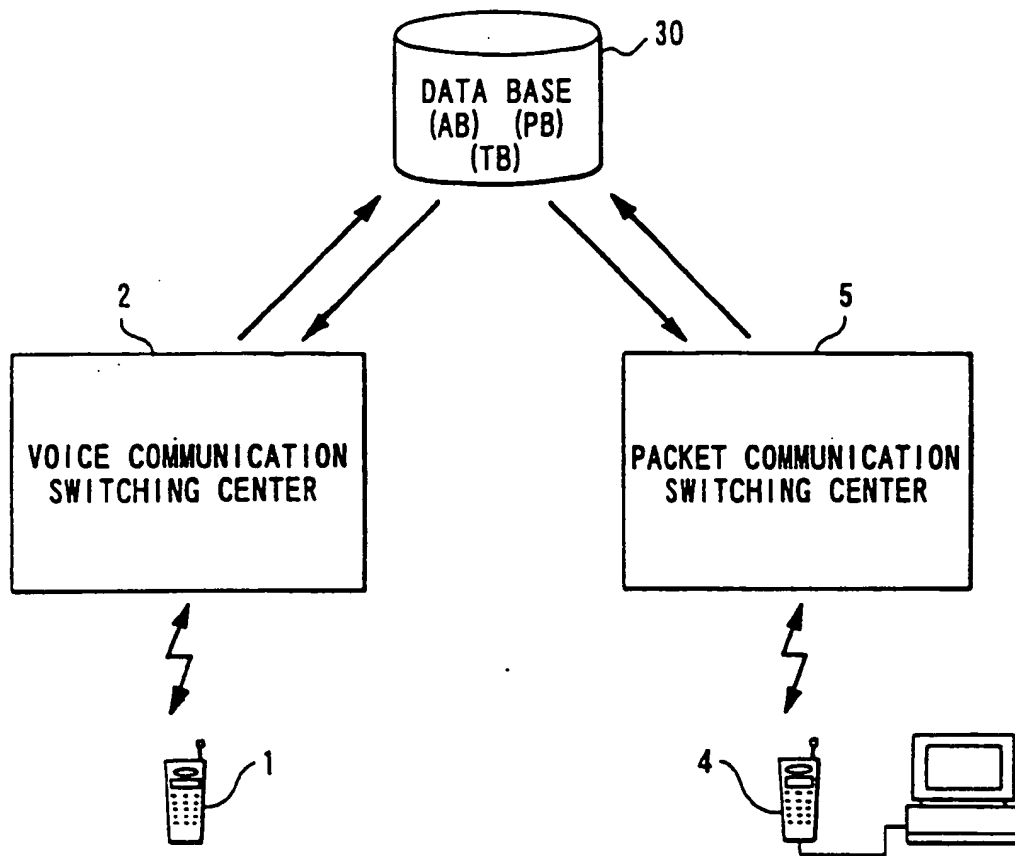 30
DATA BASE
(AB) (PB)
(TB)
2
5
VOICE COMMUNICATION
SWITCHING CENTER
PACKET COMMUNICATION
SWITCHING CENTER
1
4